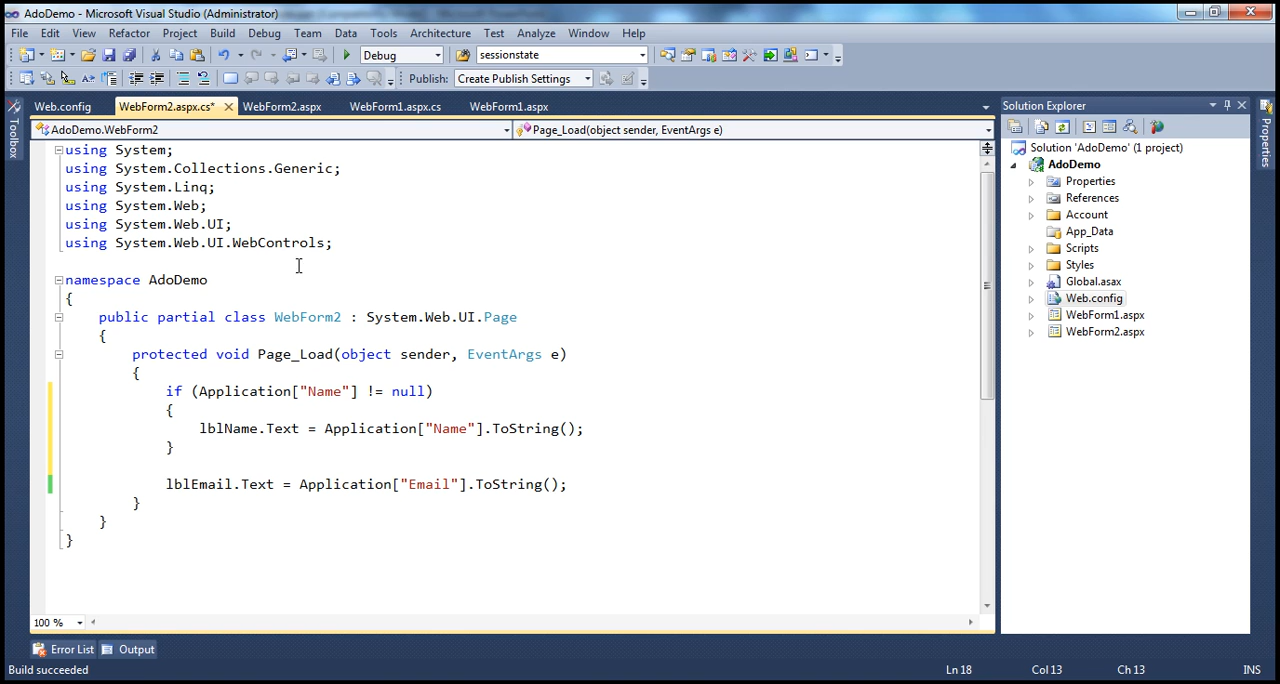 AdoDemo - Microsoft Visual Studio (Administrator)
File Edit View Refactor Project Build Debug Team Data Tools Architecture Test Analyze Window Help
Debug sessionstate
Publish: Create Publish Settings
Toolbox
Web.config WebForm2.aspx.cs* WebForm2.aspx WebForm1.aspx.cs WebForm1.aspx
AdoDemo.WebForm2 Page_Load(object sender, EventArgs e)
using System;
using System.Collections.Generic;
using System.Linq;
using System.Web;
using System.Web.UI;
using System.Web.UI.WebControls;
namespace AdoDemo
{
public partial class WebForm2 : System.Web.UI.Page
{
protected void Page_Load(object sender, EventArgs e)
{
if (Application["Name"] != null)
{
lblName.Text = Application["Name"].ToString();
}
lblEmail.Text = Application["Email"].ToString();
}
}
}
100 %
Solution Explorer
Solution 'AdoDemo' (1 project)
AdoDemo
Properties
References
Account
App_Data
Scripts
Styles
Global.asax
Web.config
WebForm1.aspx
WebForm2.aspx
Properties
Error List Output
Build succeeded Ln 18 Col 13 Ch 13 INS